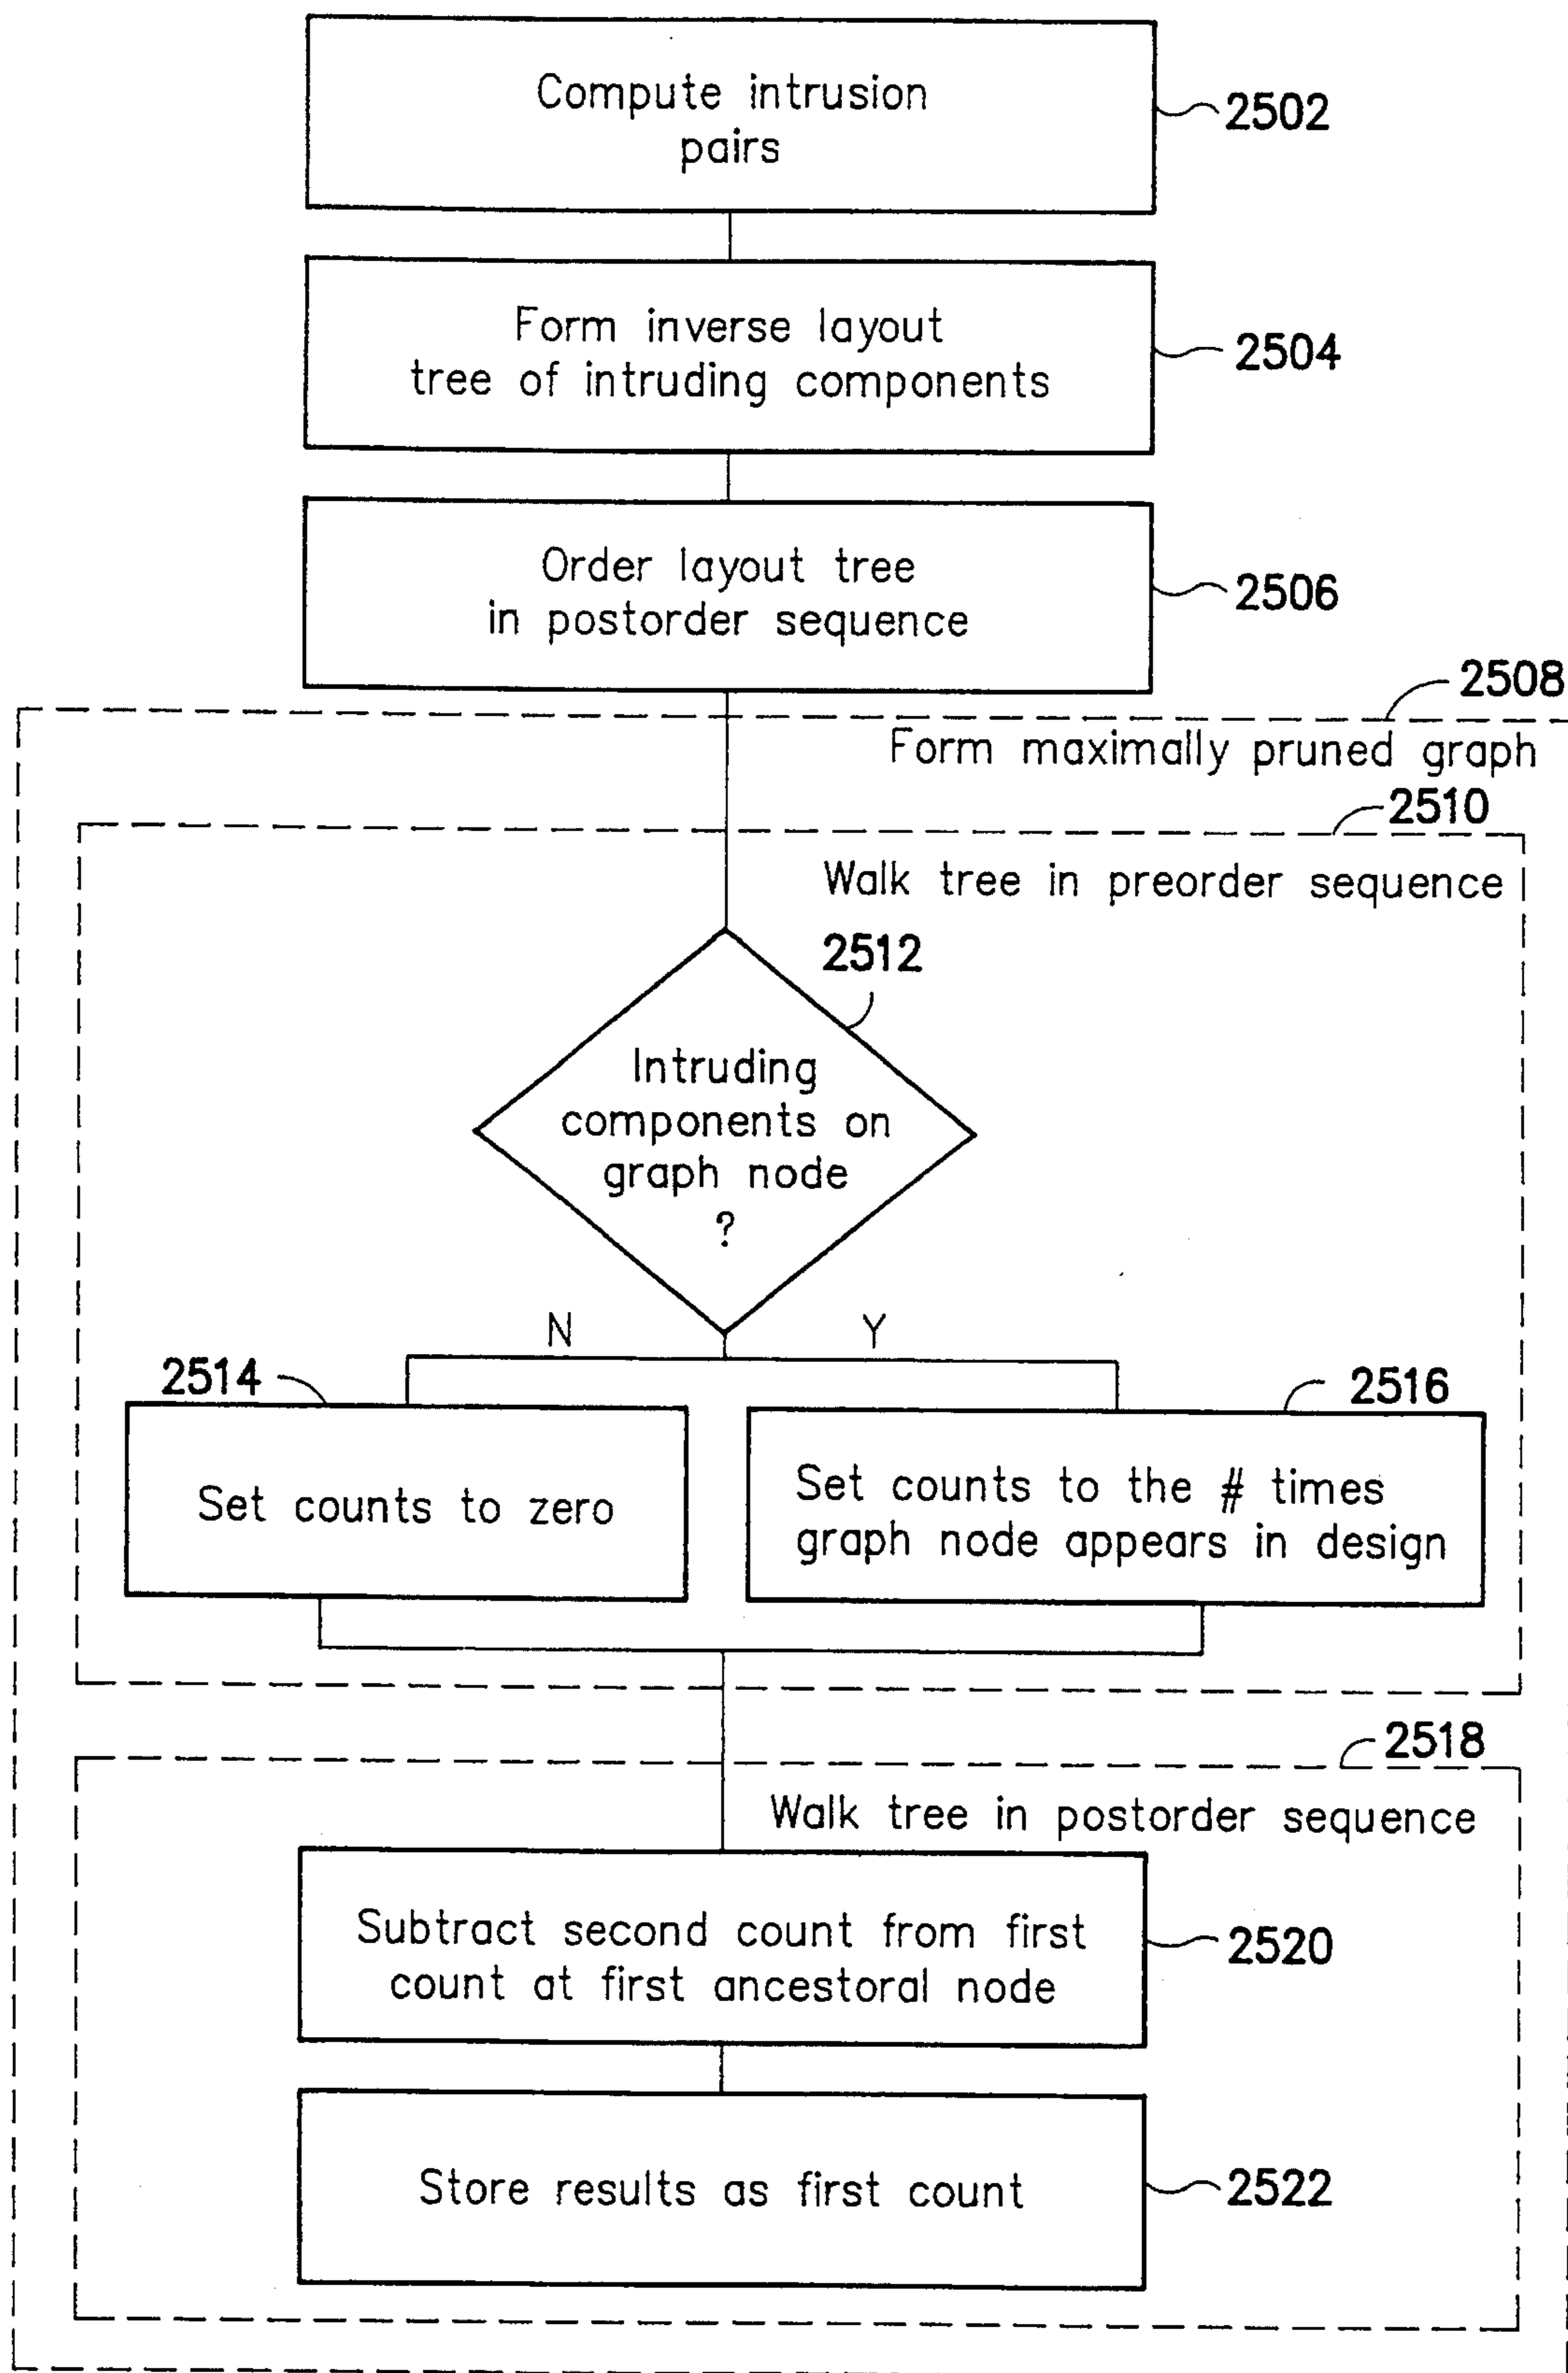 Compute intrusion
pairs
2502
Form inverse layout
tree of intruding components
2504
Order layout tree
in postorder sequence
2506
2508
Form maximally pruned graph
2510
Walk tree in preorder sequence
2512
Intruding
components on
graph node
?
N
Y
2514
Set counts to zero
2516
Set counts to the # times
graph node appears in design
2518
Walk tree in postorder sequence
Subtract second count from first
count at first ancestoral node
2520
Store results as first count
2522